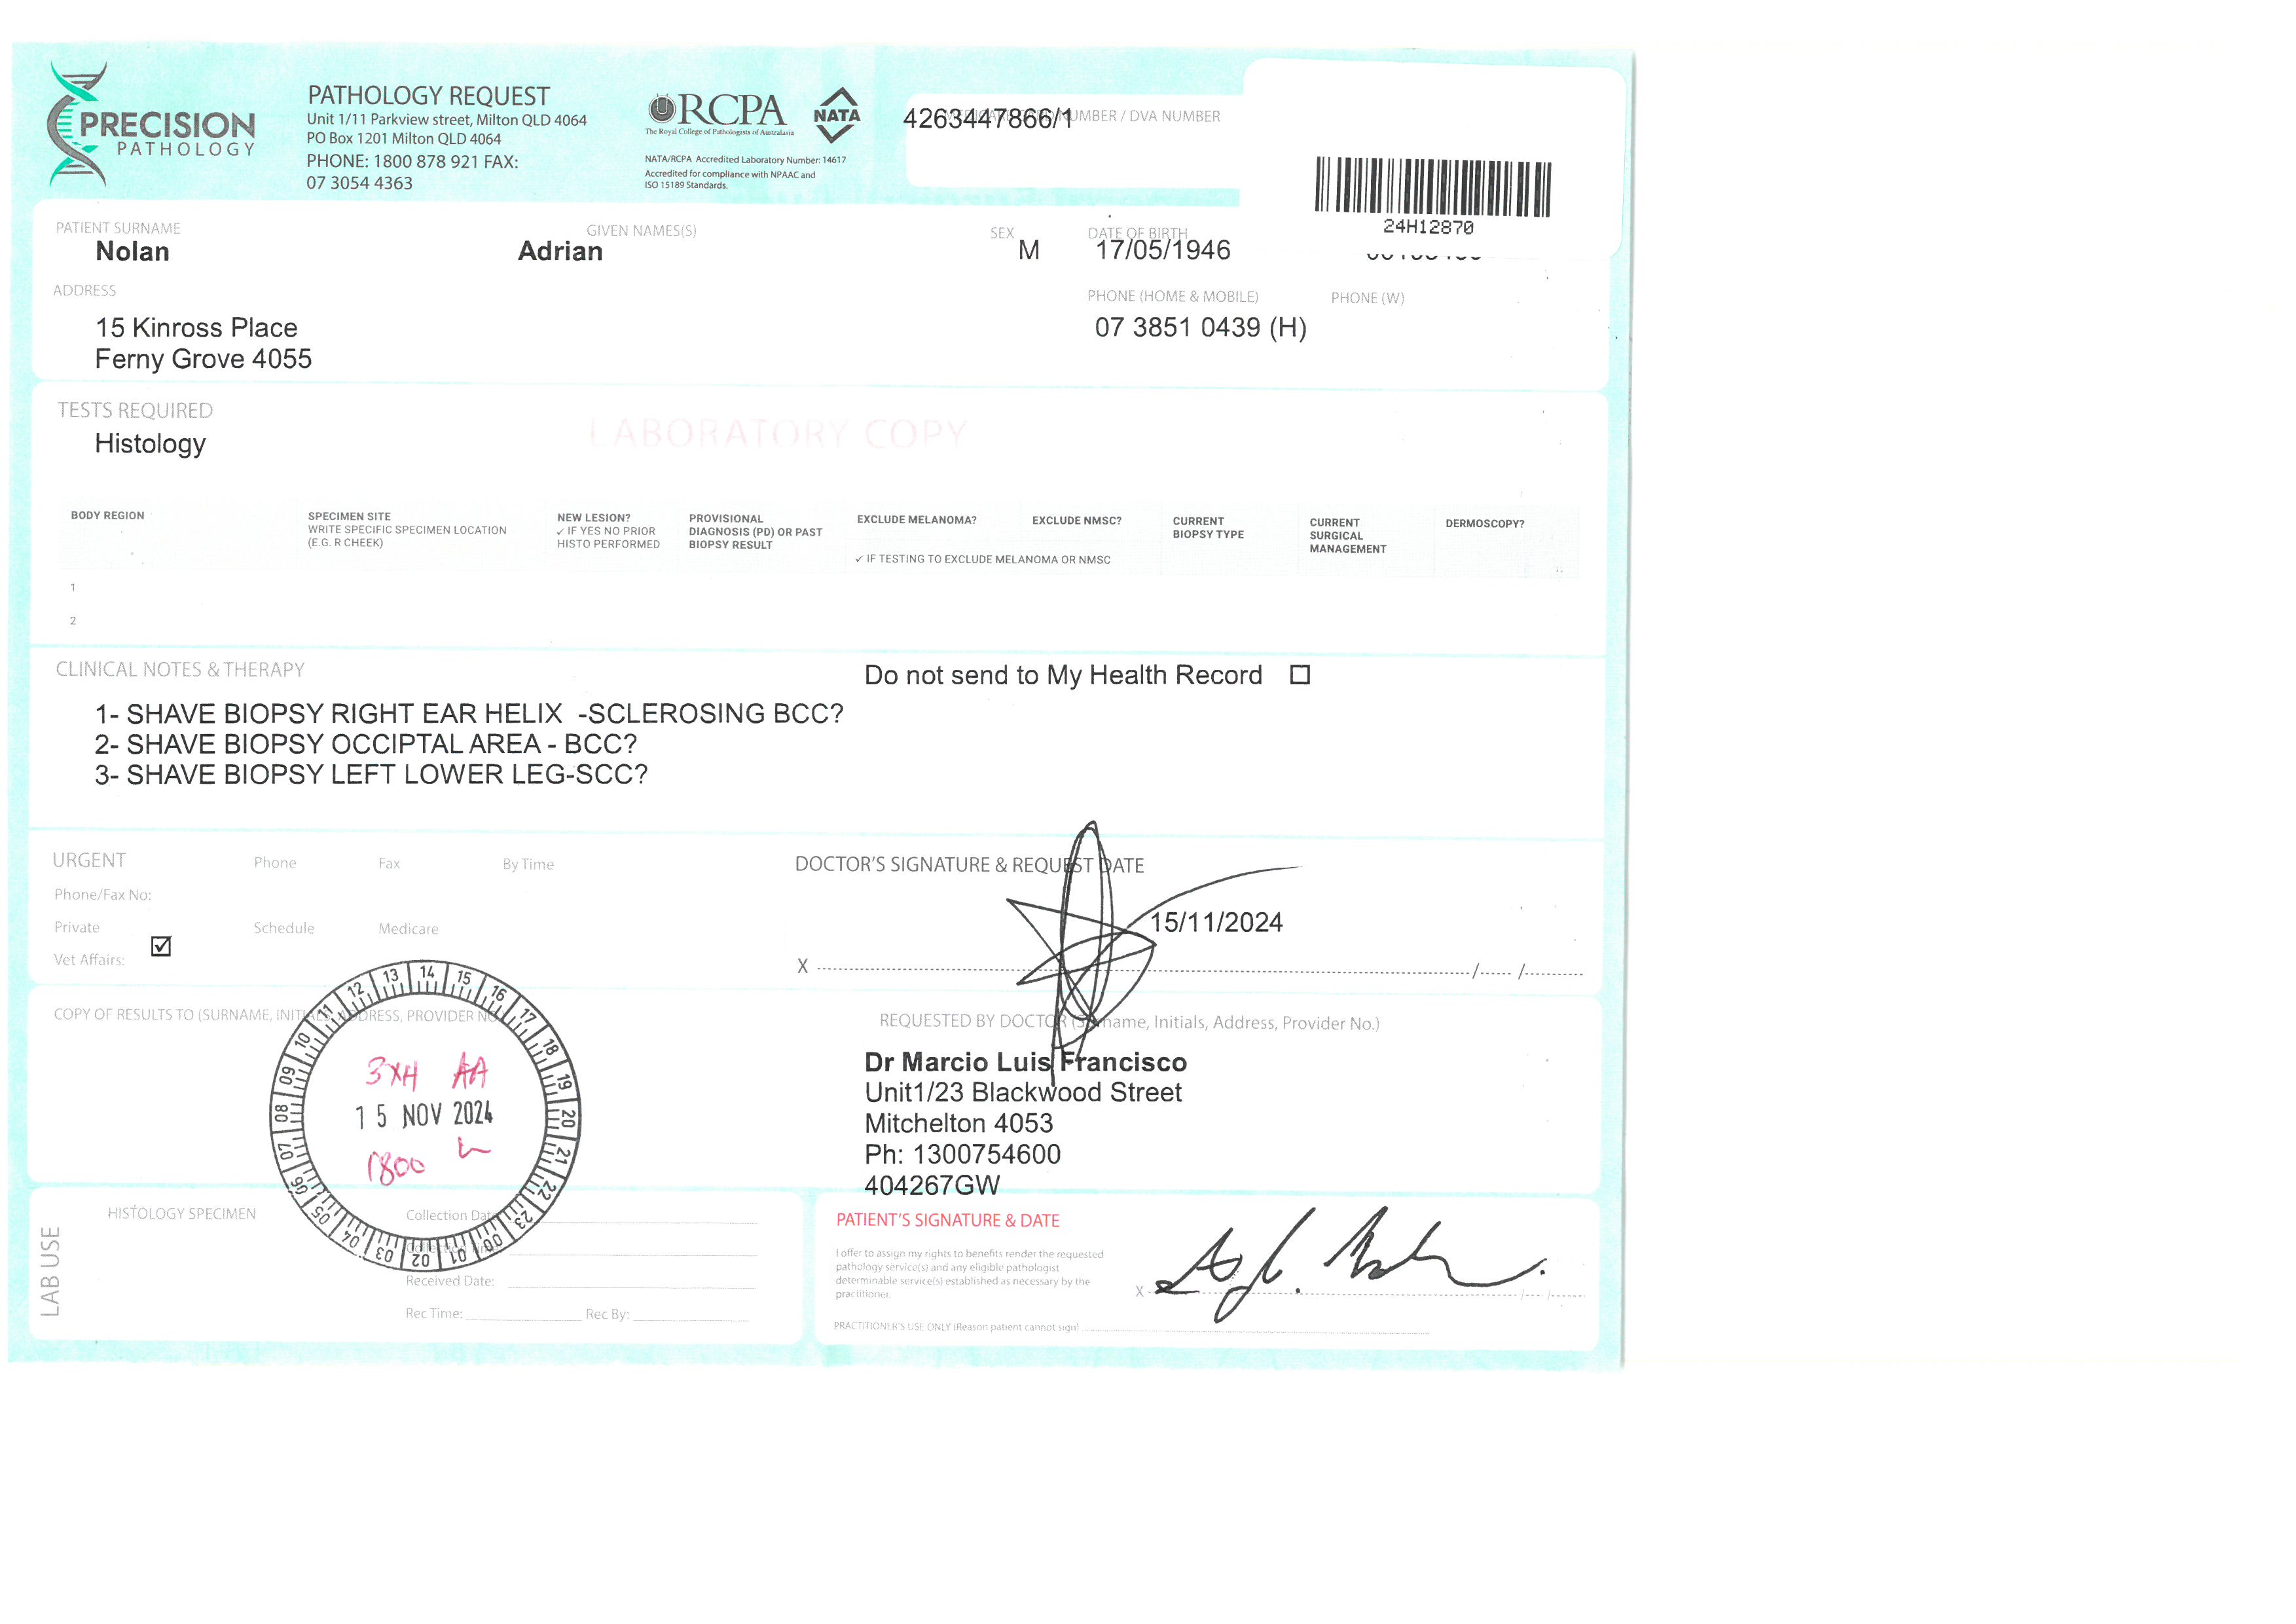 PRECISION
PATHOLOGY
PATHOLOGY REQUEST
Unit 1/11 Parkview street, Milton QLD 4064
PO Box 1201 Milton QLD 4064
PHONE: 1800 878 921 FAX:
07 3054 4363
RCPA
The Royal College of Pathologists of Australasia
NATA
NATA/RCPA Accredited Laboratory Number: 14617
Accredited for compliance with NPAAC and
ISO 15189 Standards.
4263447866/1
NUMBER / DVA NUMBER
24H12870
PATIENT SURNAME GIVEN NAMES(S) SEX DATE OF BIRTH
Nolan Adrian M 17/05/1946
ADDRESS PHONE (HOME & MOBILE) PHONE (W)
15 Kinross Place 07 3851 0439 (H)
Ferny Grove 4055
TESTS REQUIRED
LABORATORY COPY
Histology
BODY REGION
SPECIMEN SITE
WRITE SPECIFIC SPECIMEN LOCATION
(E.G. R CHEEK)
NEW LESION?
✓ IF YES NO PRIOR
HISTO PERFORMED
PROVISIONAL
DIAGNOSIS (PD) OR PAST
BIOPSY RESULT
EXCLUDE MELANOMA? EXCLUDE NMSC?
✓ IF TESTING TO EXCLUDE MELANOMA OR NMSC
CURRENT
BIOPSY TYPE
CURRENT
SURGICAL
MANAGEMENT
DERMOSCOPY?
1
2
CLINICAL NOTES & THERAPY
Do not send to My Health Record
1- SHAVE BIOPSY RIGHT EAR HELIX -SCLEROSING BCC?
2- SHAVE BIOPSY OCCIPTAL AREA - BCC?
3- SHAVE BIOPSY LEFT LOWER LEG-SCC?
URGENT Phone Fax By Time
Phone/Fax No:
Private Schedule Medicare
Vet Affairs:
DOCTOR'S SIGNATURE & REQUEST DATE
15/11/2024
X / /
COPY OF RESULTS TO (SURNAME, INITIALS, ADDRESS, PROVIDER NO
01 02 03 04 05 06 07 08 09 10 11 12 13 14 15 16 17 18 19 20 21 22 23 00
3XH AA
15 NOV 2024
1800
REQUESTED BY DOCTOR (Surname, Initials, Address, Provider No.)
Dr Marcio Luis Francisco
Unit1/23 Blackwood Street
Mitchelton 4053
Ph: 1300754600
404267GW
LAB USE
HISTOLOGY SPECIMEN
Collection Date
Collection Time:
Received Date:
Rec Time: Rec By:
PATIENT'S SIGNATURE & DATE
I offer to assign my rights to benefits render the requested
pathology service(s) and any eligible pathologist
determinable service(s) established as necessary by the
practitioner.
X / /
PRACTITIONER'S USE ONLY (Reason patient cannot sign)